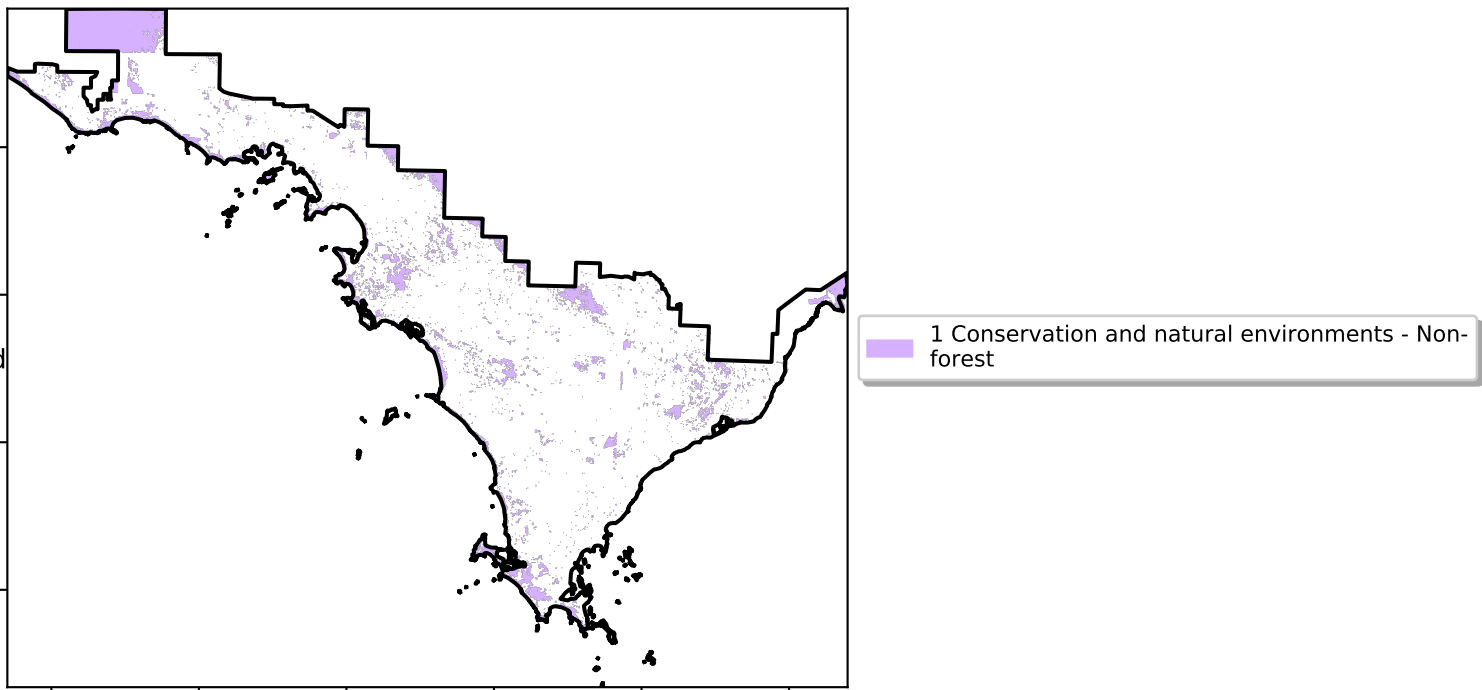 1 Conservation and natural environments - Non-
forest